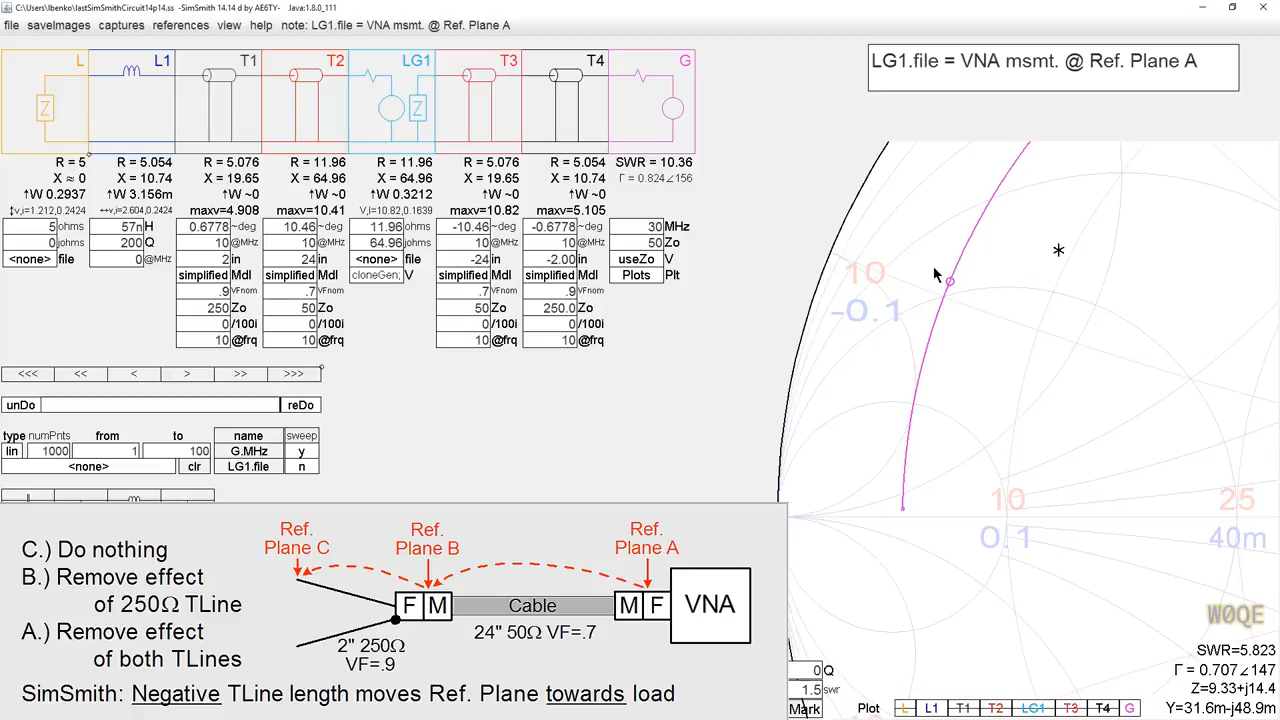 C:\Users\lbenko\lastSimSmithCircuit14p14.ss -SimSmith 14.14 d by AE6TY- Java:1.8.0_111
file saveImages captures references view help note: LG1.file = VNA msmt. @ Ref. Plane A
L L1 T1 T2 LG1 T3 T4 G
Z Z
R = 5 R = 5.054 R = 5.076 R = 11.96 R = 11.96 R = 5.076 R = 5.054 SWR = 10.36
X ≈ 0 X = 10.74 X = 19.65 X = 64.96 X = 64.96 X = 19.65 X = 10.74 Γ = 0.824∠156
↑W 0.2937 ↑W 3.156m ↑W ~0 ↑W ~0 ↑W 0.3212 ↑W ~0 ↑W ~0
↕v,i=1.212,0.2424 ↔v,i=2.604,0.2424 maxv=4.908 maxv=10.41 V,I=10.82,0.1639 maxv=10.82 maxv=5.105
5 ohms 57n H 0.6778 ~deg 10.46 ~deg 11.96 ohms -10.46 ~deg -0.6778 ~deg 30 MHz
0 johms 200 Q 10 @MHz 10 @MHz 64.96 johms 10 @MHz 10 @MHz 50 Zo
<none> file 0 @MHz 2 in 24 in <none> file -24 in -2.00 in useZo V
simplified Mdl simplified Mdl cloneGen; V simplified Mdl simplified Mdl Plots Plt
.9 VFnom .7 VFnom .7 VFnom .9 VFnom
250 Zo 50 Zo 50 Zo 250.0 Zo
0 /100i 0 /100i 0 /100i 0 /100i
10 @frq 10 @frq 10 @frq 10 @frq
<<< << < > >> >>>
unDo reDo
type numPnts from to name sweep
lin 1000 1 100 G.MHz y
<none> clr LG1.file n
C.) Do nothing
B.) Remove effect
of 250Ω TLine
A.) Remove effect
of both TLines
Ref.
Plane C
Ref.
Plane B
Ref.
Plane A
F M Cable M F VNA
2" 250Ω
VF=.9
24" 50Ω VF=.7
SimSmith: Negative TLine length moves Ref. Plane towards load
LG1.file = VNA msmt. @ Ref. Plane A
10
-0.1
10
0.1
25
40m
W0QE
SWR=5.823
Γ = 0.707∠147
Z=9.33+j14.4
Y=31.6m-j48.9m
0 Q
1.5 swr
Mark Plot L L1 T1 T2 LG1 T3 T4 G